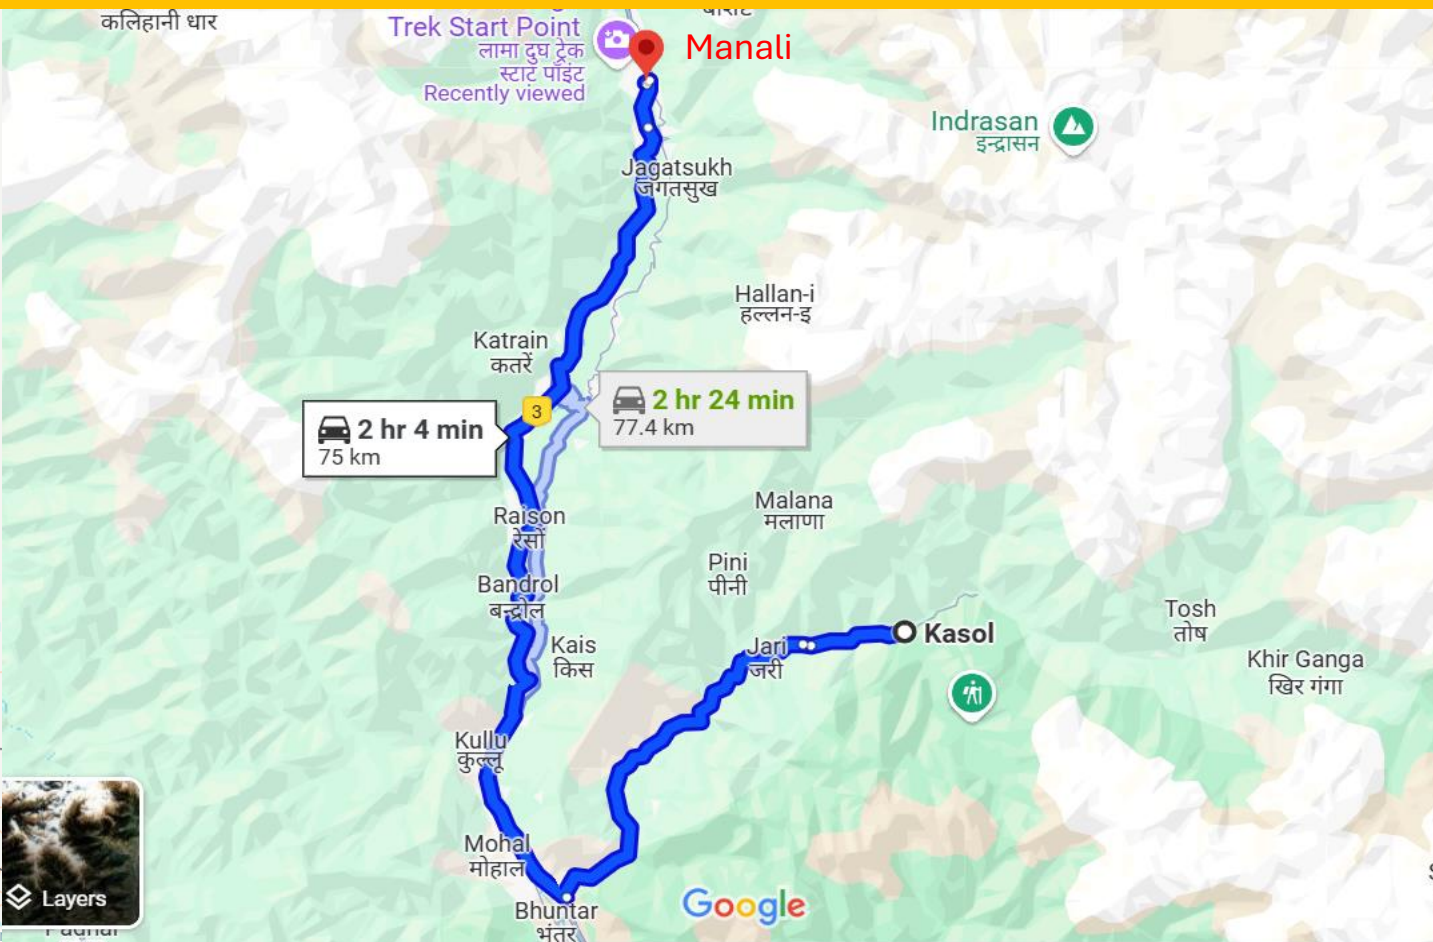 कलिहानी धार
Trek Start Point
लामा दुघ ट्रेक
स्टार्ट पॉइंट
Recently viewed
Manali
Indrasan
इन्द्रासन
Jagatsukh
जगतसुख
Hallan-i
हल्लन-इ
Katrain
कतरें
3
2 hr 24 min
77.4 km
2 hr 4 min
75 km
Malana
मलाणा
Raison
रेसों
Pini
पीनी
Bandrol
बन्द्रोल
Kasol
Tosh
तोष
Kais
किस
Jari
जरी
Khir Ganga
खिर गंगा
Kullu
कुल्लू
Mohal
मोहाल
Layers
Google
Bhuntar
भंतर